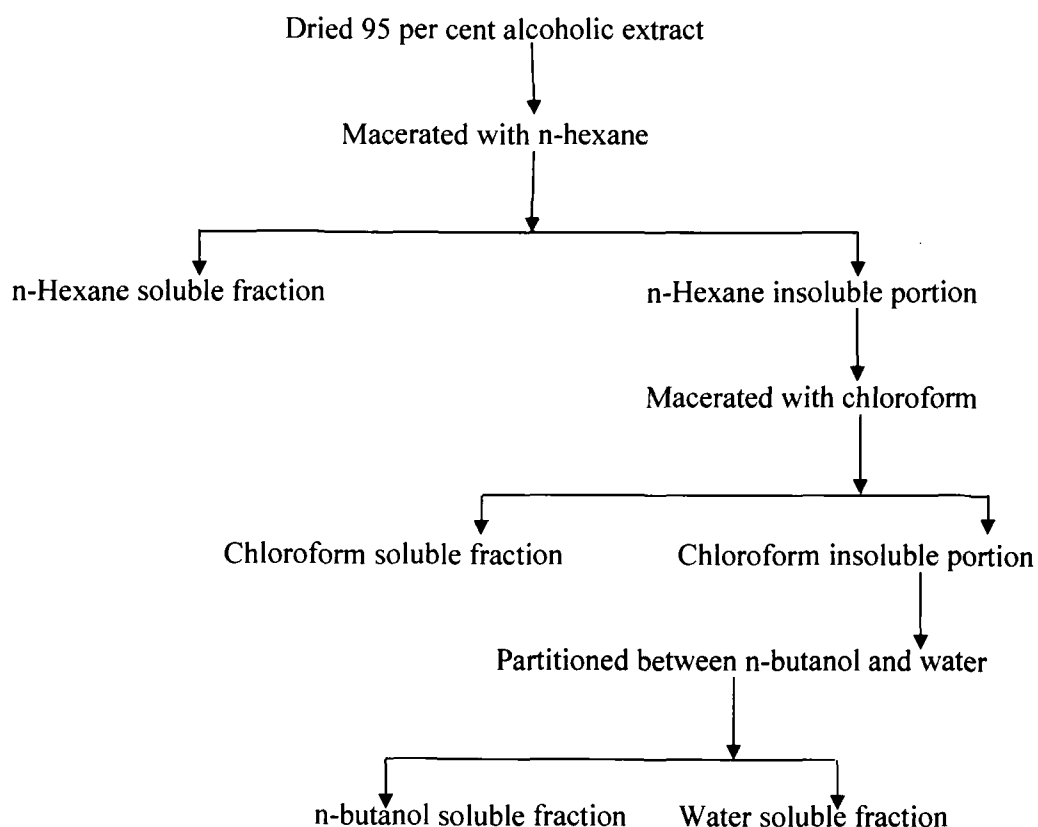 Dried 95 per cent alcoholic extract
Macerated with n-hexane
n-Hexane soluble fraction
n-Hexane insoluble portion
Macerated with chloroform
Chloroform soluble fraction
Chloroform insoluble portion
Partitioned between n-butanol and water
n-butanol soluble fraction
Water soluble fraction